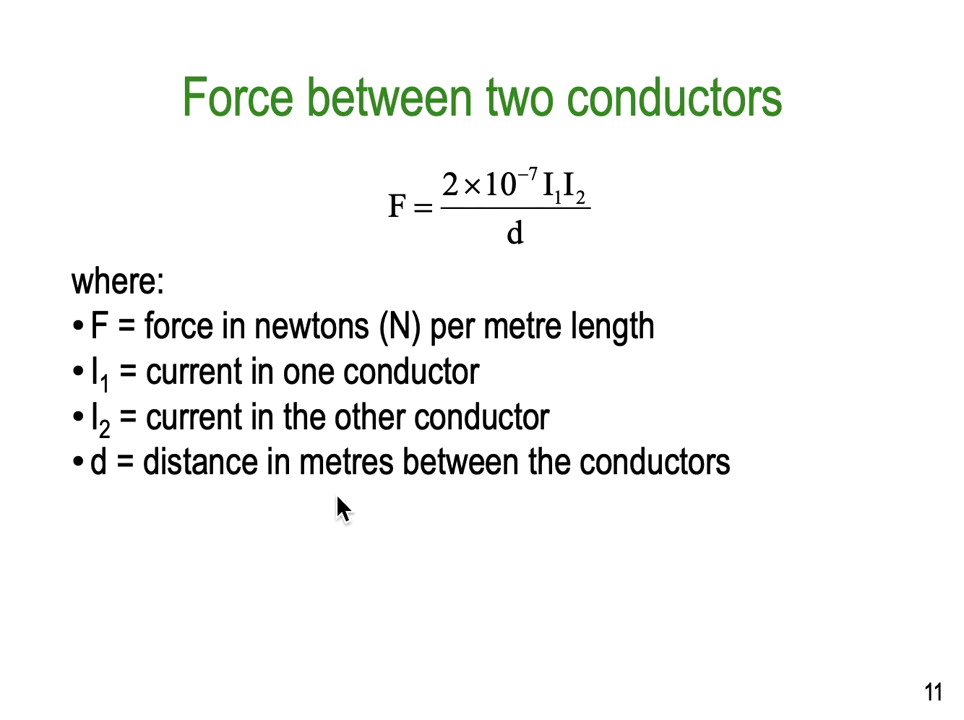 Force between two conductors
F = 2×10⁻⁷ I₁I₂ / d
where:
• F = force in newtons (N) per metre length
• I₁ = current in one conductor
• I₂ = current in the other conductor
• d = distance in metres between the conductors
11